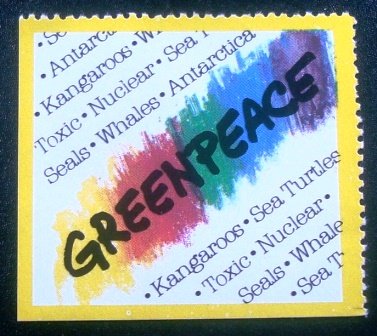 • Antarc
• Kangaroos • W
Toxic • Nuclear • Sea T
Seals • Whales • Antarctica
GREENPEACE
• Kangaroos • Sea Turtles
• Toxic • Nuclear •
Seals • Whale
• Sea T